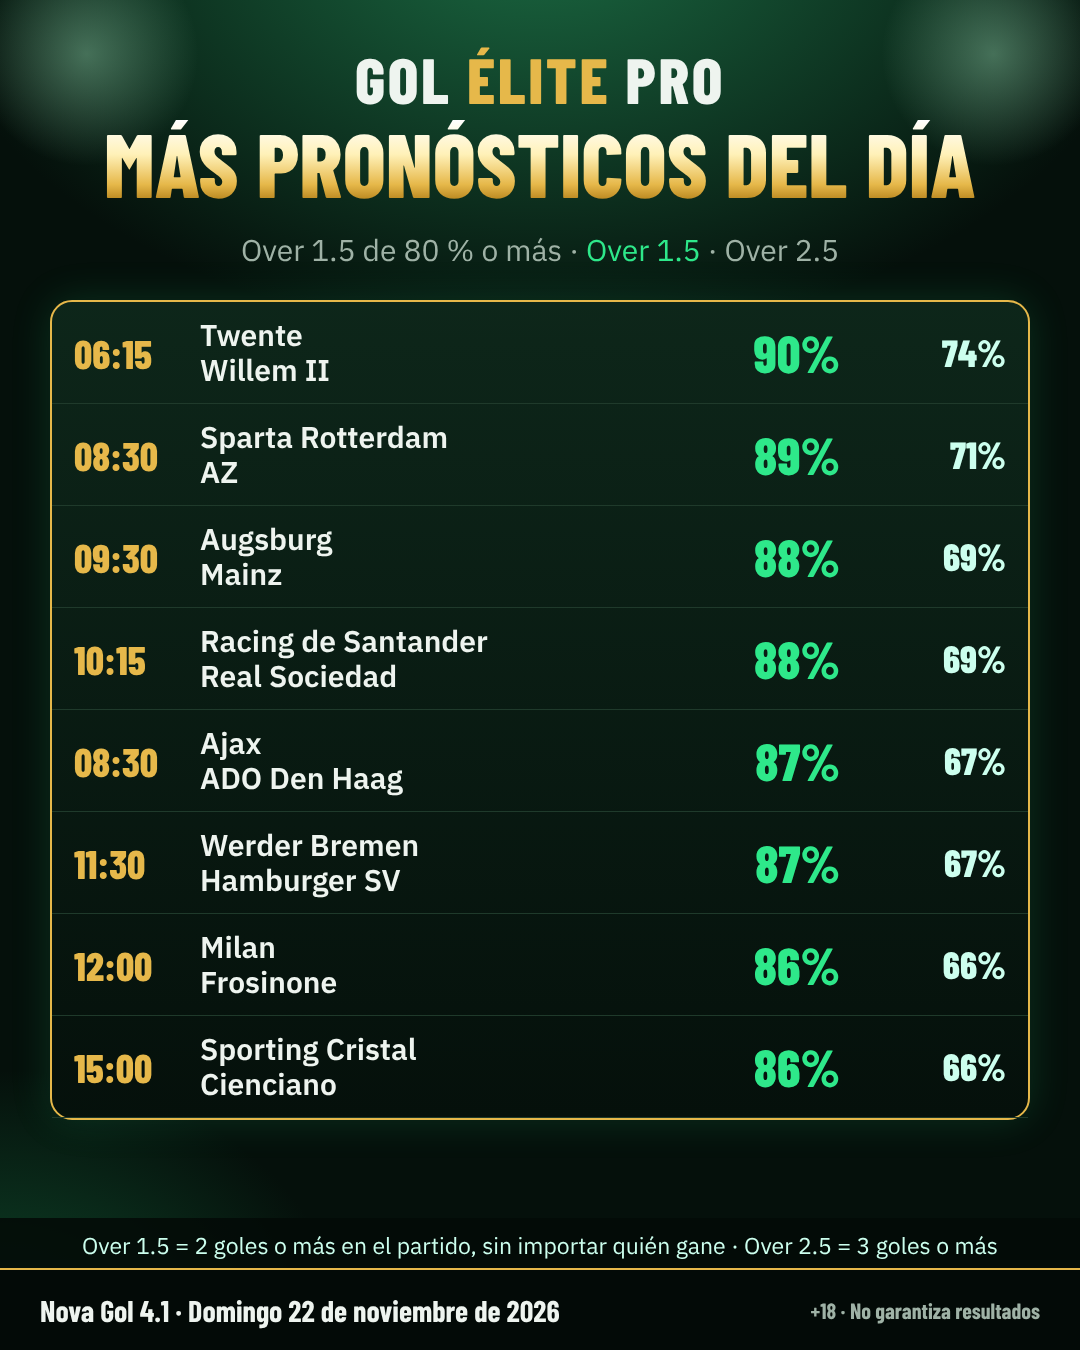 GOL ÉLITE PRO
MÁS PRONÓSTICOS DEL DÍA
Over 1.5 de 80 % o más · Over 1.5 · Over 2.5
06:15 Twente Willem II 90% 74%
08:30 Sparta Rotterdam AZ 89% 71%
09:30 Augsburg Mainz 88% 69%
10:15 Racing de Santander Real Sociedad 88% 69%
08:30 Ajax ADO Den Haag 87% 67%
11:30 Werder Bremen Hamburger SV 87% 67%
12:00 Milan Frosinone 86% 66%
15:00 Sporting Cristal Cienciano 86% 66%
Over 1.5 = 2 goles o más en el partido, sin importar quién gane · Over 2.5 = 3 goles o más
Nova Gol 4.1 · Domingo 22 de noviembre de 2026
+18 · No garantiza resultados